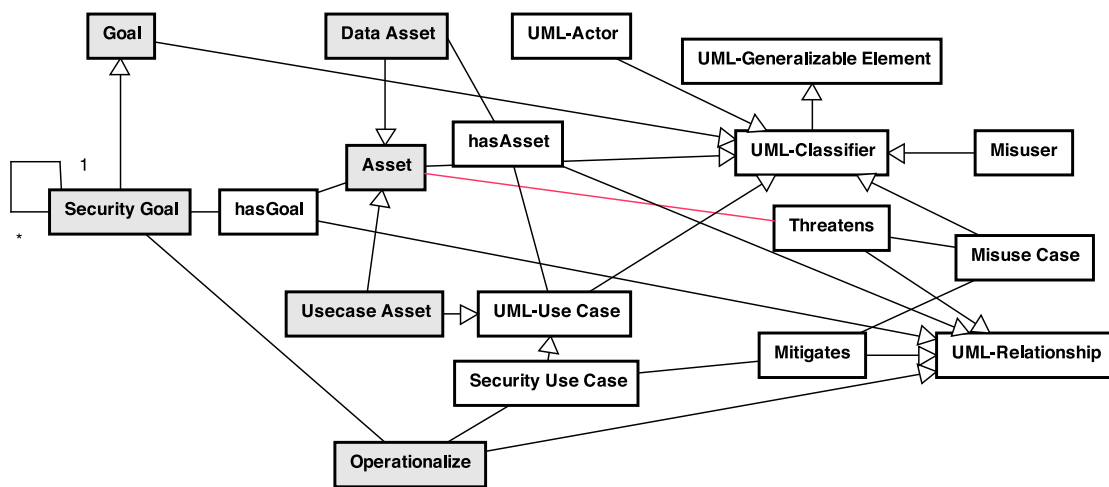 Goal
Data Asset
UML-Actor
UML-Generalizable Element
hasAsset
UML-Classifier
Misuser
1
Asset
Security Goal
hasGoal
Threatens
*
Misuse Case
Usecase Asset
UML-Use Case
Mitigates
UML-Relationship
Security Use Case
Operationalize